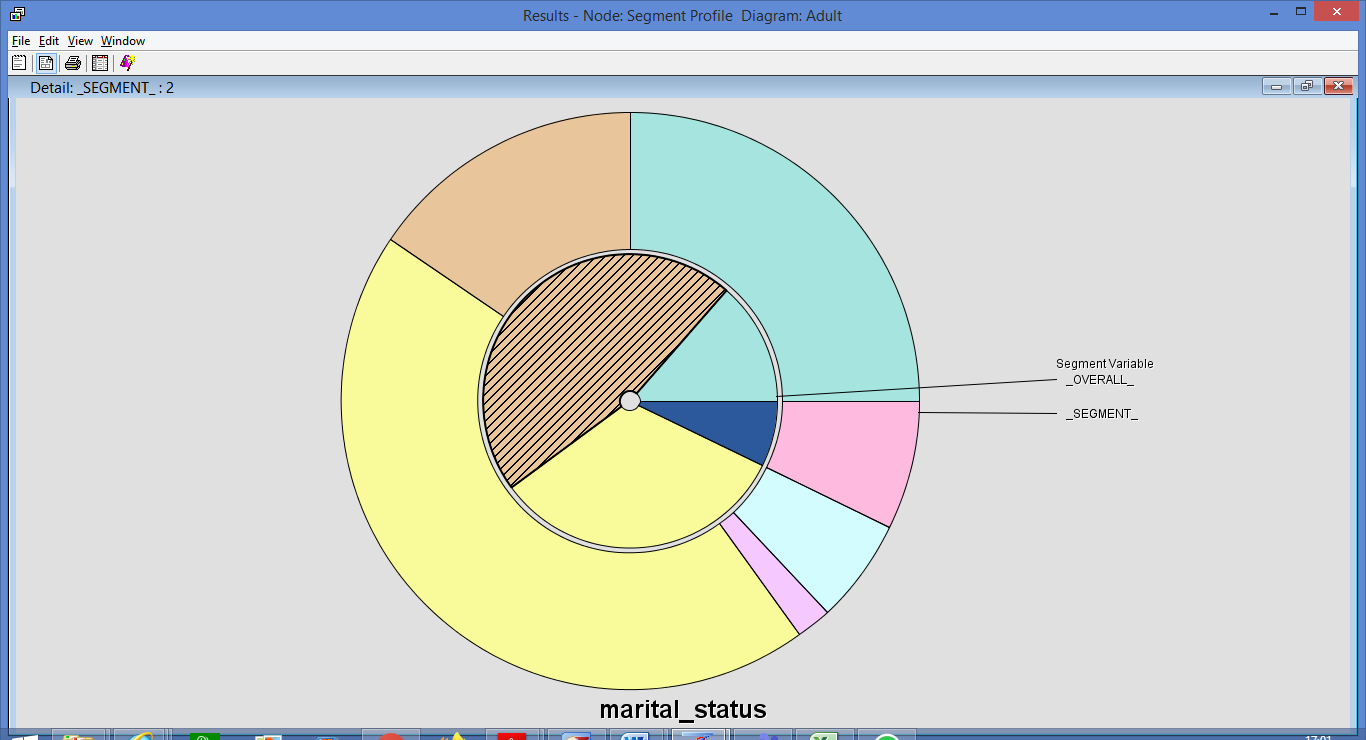 Results - Node: Segment Profile  Diagram: Adult
File Edit View Window
Detail: _SEGMENT_ : 2
Segment Variable
_OVERALL_
_SEGMENT_
marital_status